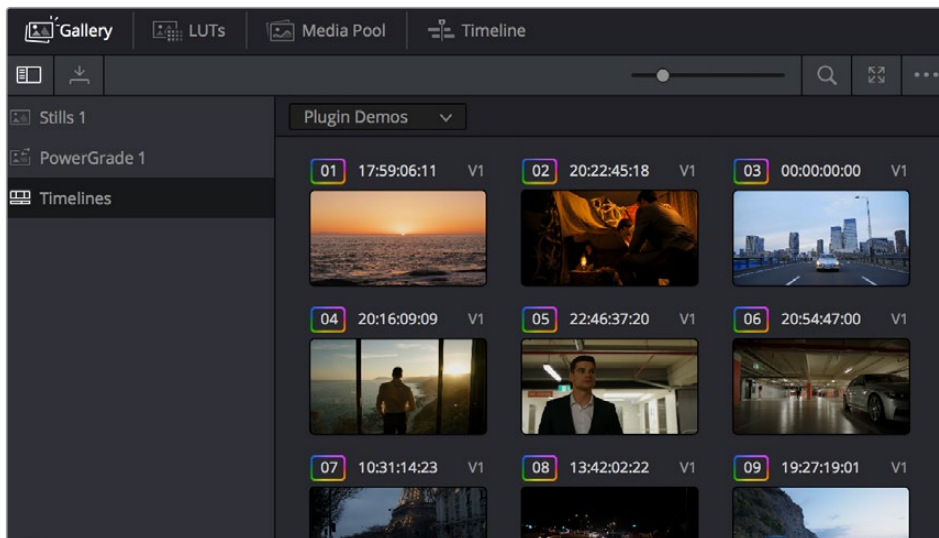 Gallery LUTs Media Pool Timeline
Stills 1
PowerGrade 1
Timelines
Plugin Demos
01 17:59:06:11 V1 02 20:22:45:18 V1 03 00:00:00:00 V1
04 20:16:09:09 V1 05 22:46:37:20 V1 06 20:54:47:00 V1
07 10:31:14:23 V1 08 13:42:02:22 V1 09 19:27:19:01 V1